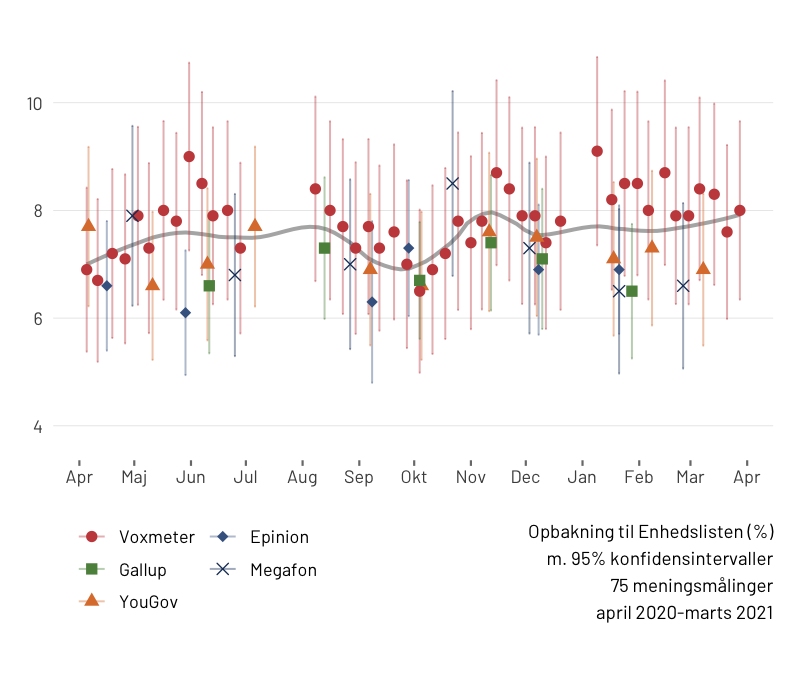 10
8
6
4
Apr Maj Jun Jul Aug Sep Okt Nov Dec Jan Feb Mar Apr
Voxmeter Epinion
Gallup Megafon
YouGov
Opbakning til Enhedslisten (%)
m. 95% konfidensintervaller
75 meningsmålinger
april 2020-marts 2021